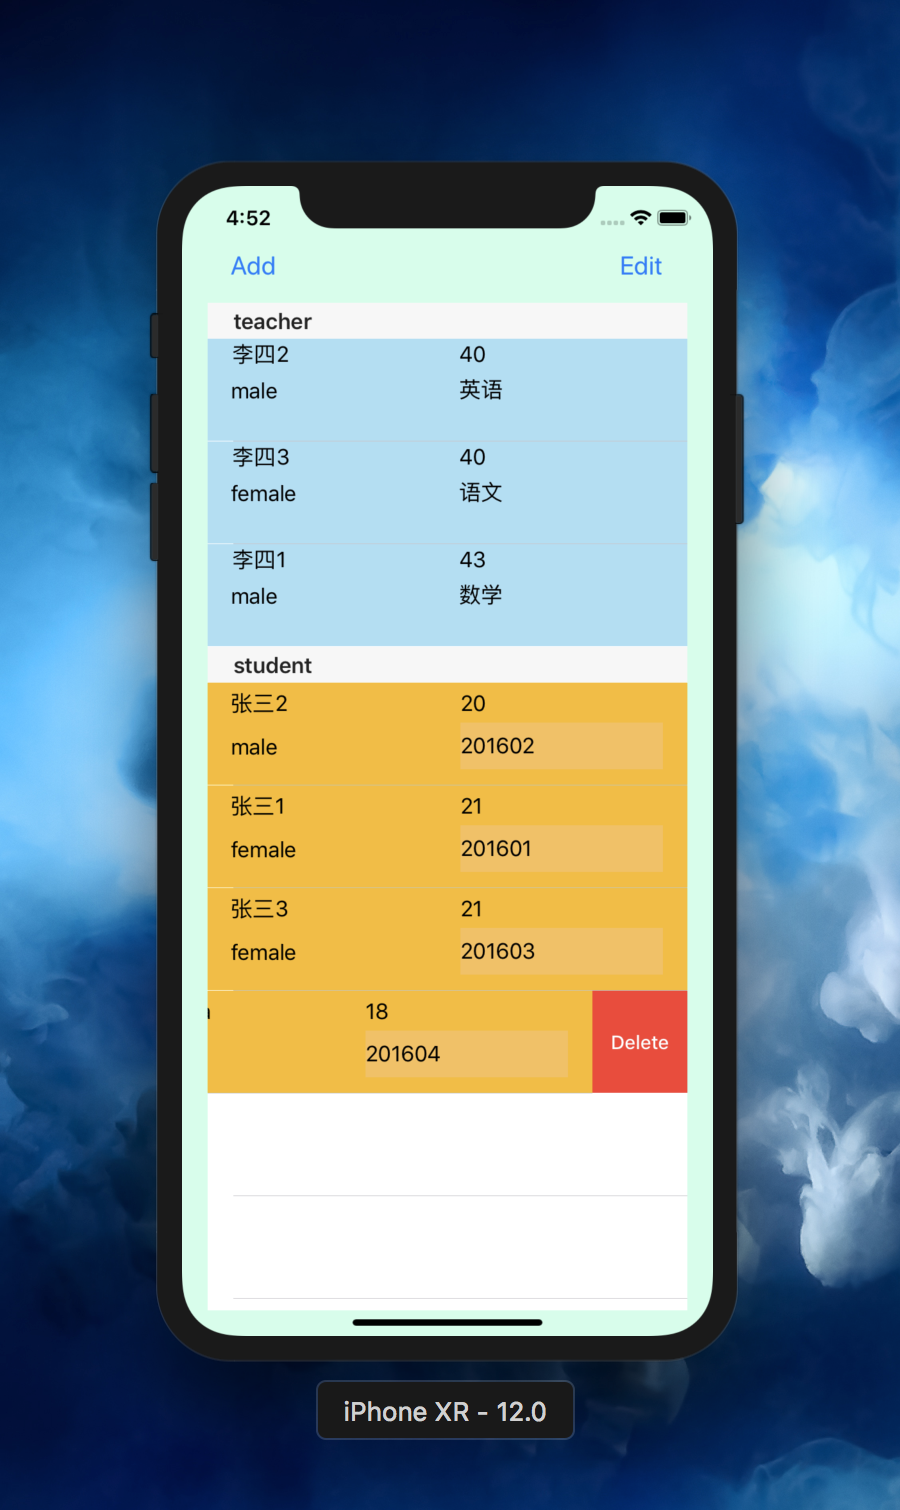 4:52
Add Edit
teacher
李四2 40
male 英语
李四3 40
female 语文
李四1 43
male 数学
student
张三2 20
male 201602
张三1 21
female 201601
张三3 21
female 201603
18
201604
Delete
iPhone XR - 12.0